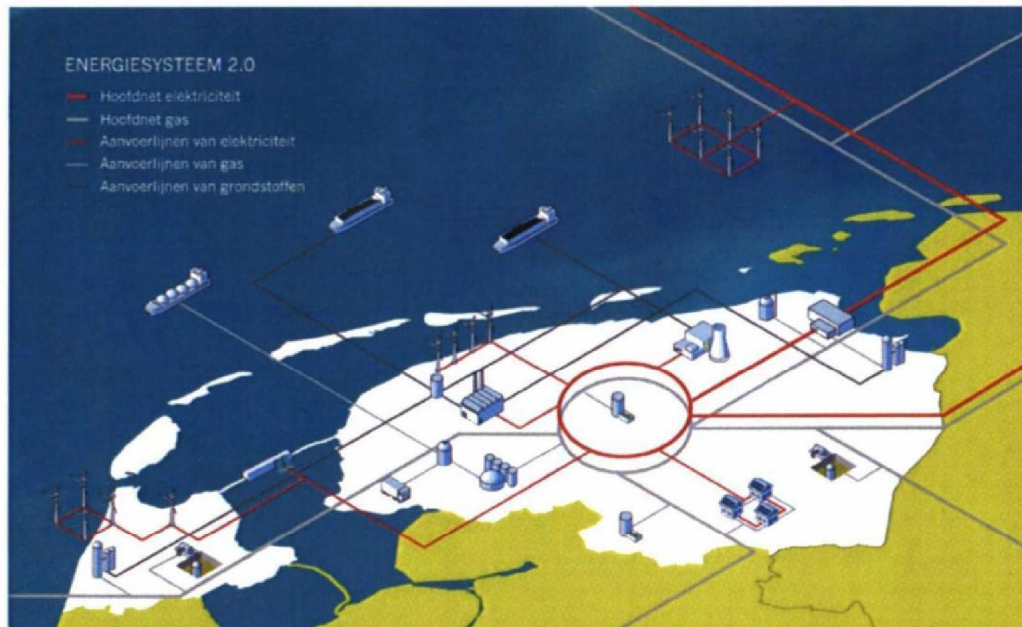 ENERGIESYSTEEM 2.0
Hoofdnet elektriciteit
Hoofdnet gas
Aanvoerlijnen van elektriciteit
Aanvoerlijnen van gas
Aanvoerlijnen van grondstoffen